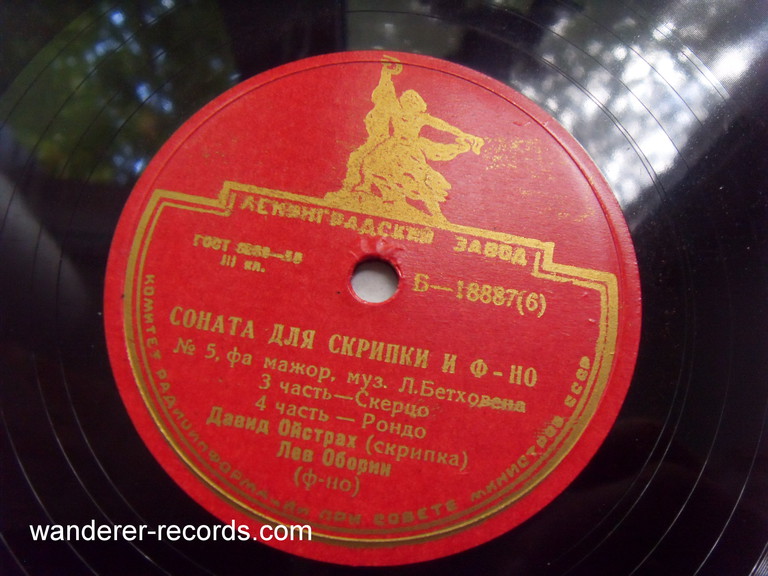 ЛЕНИНГРАДСКИЙ ЗАВОД
III кл.
Б—18887(6)
СОНАТА ДЛЯ СКРИПКИ И Ф-НО
№ 5, фа мажор, муз. Л.Бетховена
3 часть—Скерцо
4 часть — Рондо
Давид Ойстрах (скрипка)
Лев Оборин
(ф-но)
КОМИТЕТ РАДИОИНФОРМАЦИИ ПРИ СОВЕТЕ МИНИСТРОВ СССР
wanderer-records.com